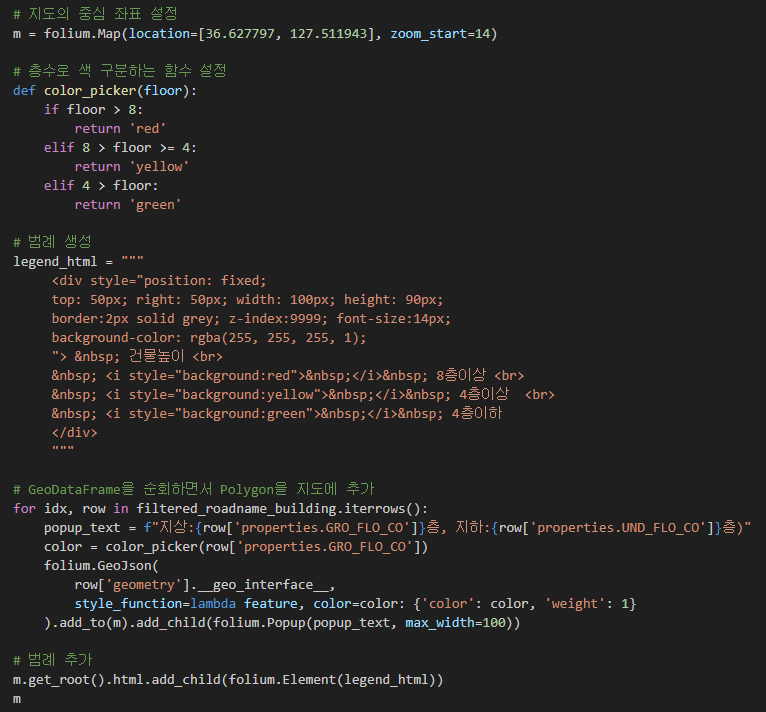 # 지도의 중심 좌표 설정
m = folium.Map(location=[36.627797, 127.511943], zoom_start=14)
# 층수로 색 구분하는 함수 설정
def color_picker(floor):
    if floor > 8:
        return 'red'
    elif 8 > floor >= 4:
        return 'yellow'
    elif 4 > floor:
        return 'green'
# 범례 생성
legend_html = """
     <div style="position: fixed;
     top: 50px; right: 50px; width: 100px; height: 90px;
     border:2px solid grey; z-index:9999; font-size:14px;
     background-color: rgba(255, 255, 255, 1);
     "> &nbsp; 건물높이 <br>
     &nbsp; <i style="background:red">&nbsp;</i>&nbsp; 8층이상 <br>
     &nbsp; <i style="background:yellow">&nbsp;</i>&nbsp; 4층이상  <br>
     &nbsp; <i style="background:green">&nbsp;</i>&nbsp; 4층이하
     </div>
     """
# GeoDataFrame을 순회하면서 Polygon을 지도에 추가
for idx, row in filtered_roadname_building.iterrows():
    popup_text = f"지상:{row['properties.GRO_FLO_CO']}층, 지하:{row['properties.UND_FLO_CO']}층)"
    color = color_picker(row['properties.GRO_FLO_CO'])
    folium.GeoJson(
        row['geometry'].__geo_interface__,
        style_function=lambda feature, color=color: {'color': color, 'weight': 1}
    ).add_to(m).add_child(folium.Popup(popup_text, max_width=100))
# 범례 추가
m.get_root().html.add_child(folium.Element(legend_html))
m